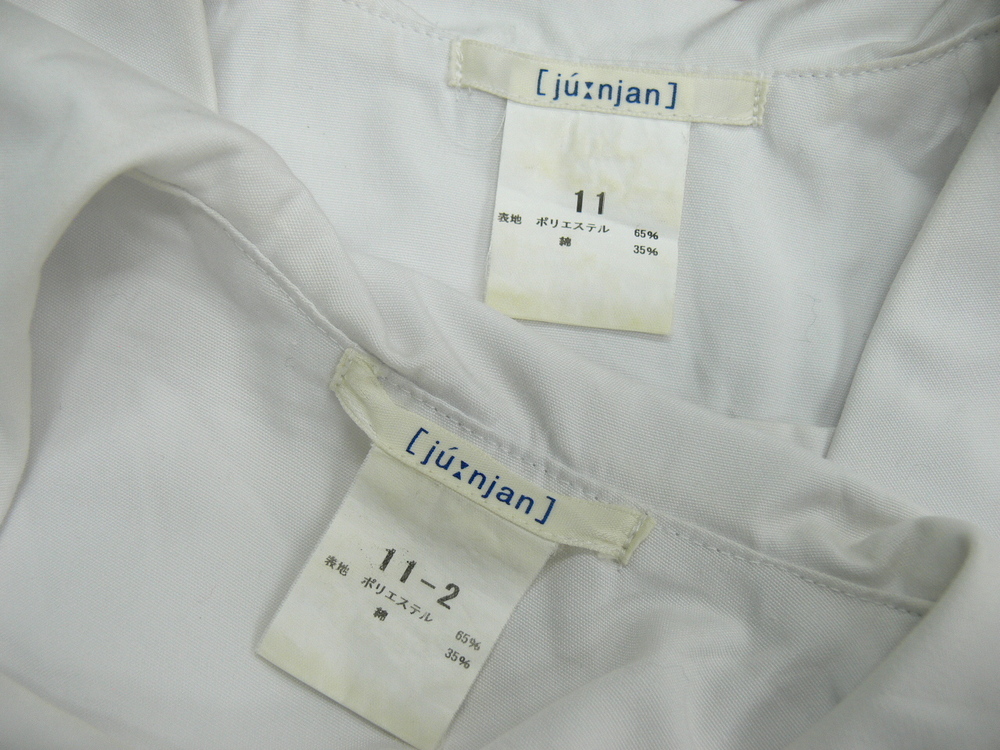 [júːnjan]
11
表地 ポリエステル 65%
綿 35%
[júːnjan]
11-2
表地 ポリエステル 65%
綿 35%